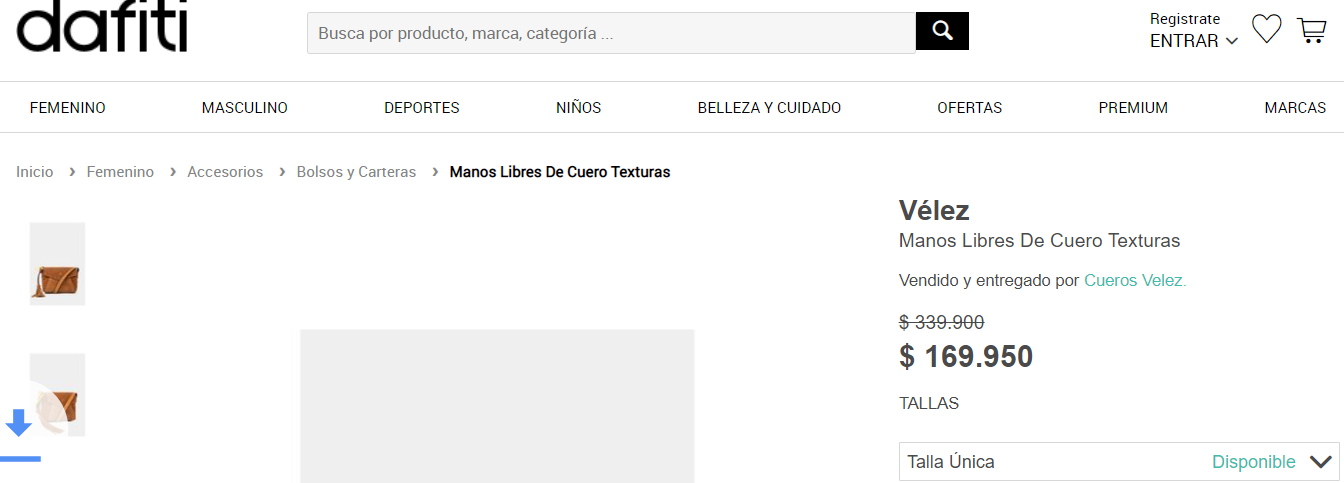 dafiti
Busca por producto, marca, categoría ...
Registrate
ENTRAR
FEMENINO MASCULINO DEPORTES NIÑOS BELLEZA Y CUIDADO OFERTAS PREMIUM MARCAS
Inicio › Femenino › Accesorios › Bolsos y Carteras › Manos Libres De Cuero Texturas
Vélez
Manos Libres De Cuero Texturas
Vendido y entregado por Cueros Velez.
$ 339.900
$ 169.950
TALLAS
Talla Única Disponible